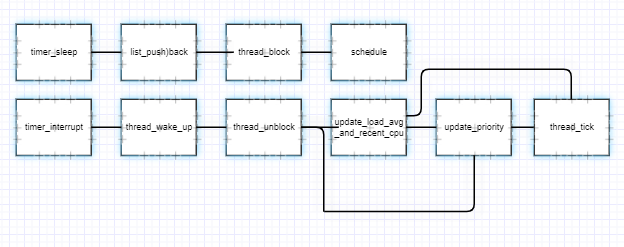 timer_sleep
list_push)back
thread_block
schedule
timer_interrupt
thread_wake_up
thread_unblock
update_load_avg
_and_recent_cpu
update_priority
thread_tick